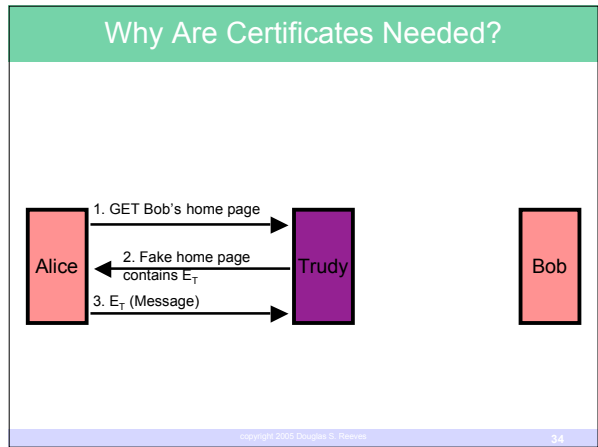 Why Are Certificates Needed?
1. GET Bob's home page
Alice
2. Fake home page
contains E_T
Trudy
Bob
3. E_T (Message)
copyright 2005 Douglas S. Reeves
34